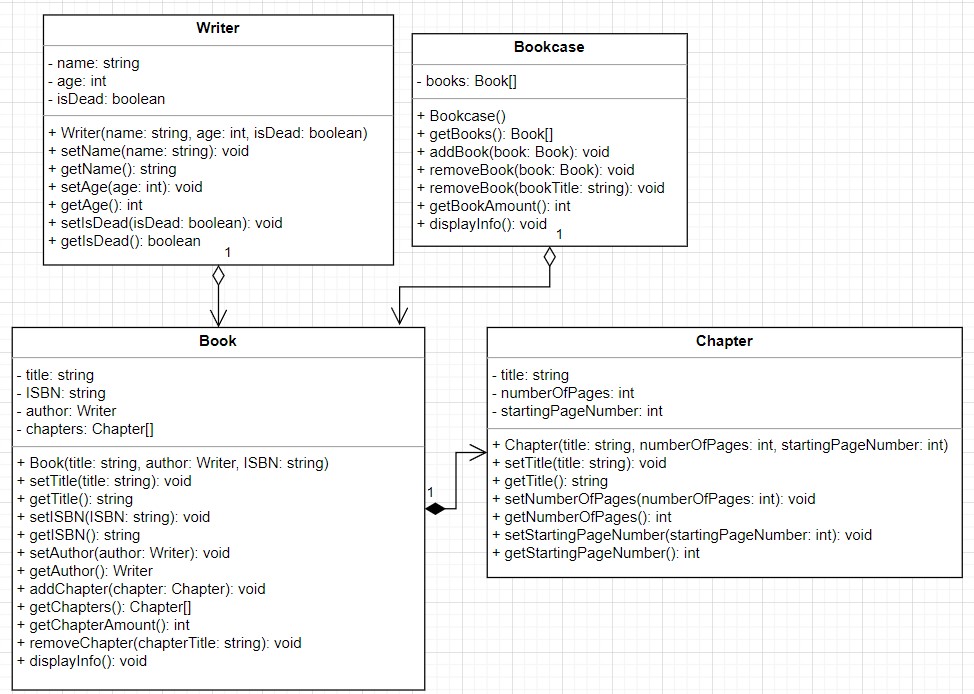 Writer
- name: string
- age: int
- isDead: boolean
+ Writer(name: string, age: int, isDead: boolean)
+ setName(name: string): void
+ getName(): string
+ setAge(age: int): void
+ getAge(): int
+ setIsDead(isDead: boolean): void
+ getIsDead(): boolean
1
Bookcase
- books: Book[]
+ Bookcase()
+ getBooks(): Book[]
+ addBook(book: Book): void
+ removeBook(book: Book): void
+ removeBook(bookTitle: string): void
+ getBookAmount(): int
+ displayInfo(): void
1
Book
- title: string
- ISBN: string
- author: Writer
- chapters: Chapter[]
+ Book(title: string, author: Writer, ISBN: string)
+ setTitle(title: string): void
+ getTitle(): string
+ setISBN(ISBN: string): void
+ getISBN(): string
+ setAuthor(author: Writer): void
+ getAuthor(): Writer
+ addChapter(chapter: Chapter): void
+ getChapters(): Chapter[]
+ getChapterAmount(): int
+ removeChapter(chapterTitle: string): void
+ displayInfo(): void
1
Chapter
- title: string
- numberOfPages: int
- startingPageNumber: int
+ Chapter(title: string, numberOfPages: int, startingPageNumber: int)
+ setTitle(title: string): void
+ getTitle(): string
+ setNumberOfPages(numberOfPages: int): void
+ getNumberOfPages(): int
+ setStartingPageNumber(startingPageNumber: int): void
+ getStartingPageNumber(): int